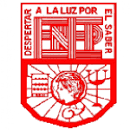 DESPERTAR A LA LUZ POR EL SABER
ENP